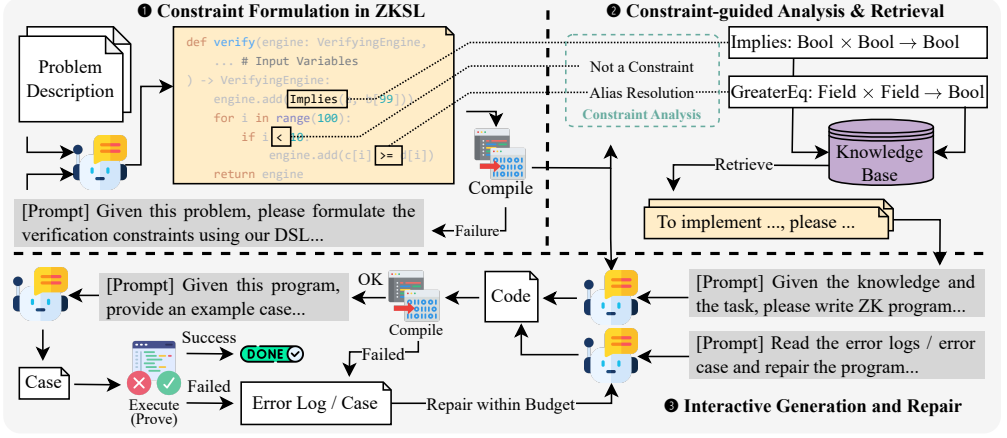 ❶ Constraint Formulation in ZKSL
Problem
Description
def verify(engine: VerifyingEngine,
... # Input Variables
) -> VerifyingEngine:
engine.add(Implies(    b[99]))
for i in range(100):
if i < 10:
engine.add(c[i] >= d[i])
return engine
Compile
Failure
[Prompt] Given this problem, please formulate the
verification constraints using our DSL...
❷ Constraint-guided Analysis & Retrieval
Not a Constraint
Alias Resolution
Constraint Analysis
Implies: Bool × Bool → Bool
GreaterEq: Field × Field → Bool
Knowledge
Base
Retrieve
To implement ..., please ...
[Prompt] Given this program,
provide an example case...
OK
Compile
Failed
Code
[Prompt] Given the knowledge and
the task, please write ZK program...
[Prompt] Read the error logs / error
case and repair the program...
Case
Execute
(Prove)
Success
DONE
Failed
Error Log / Case
Repair within Budget
❸ Interactive Generation and Repair